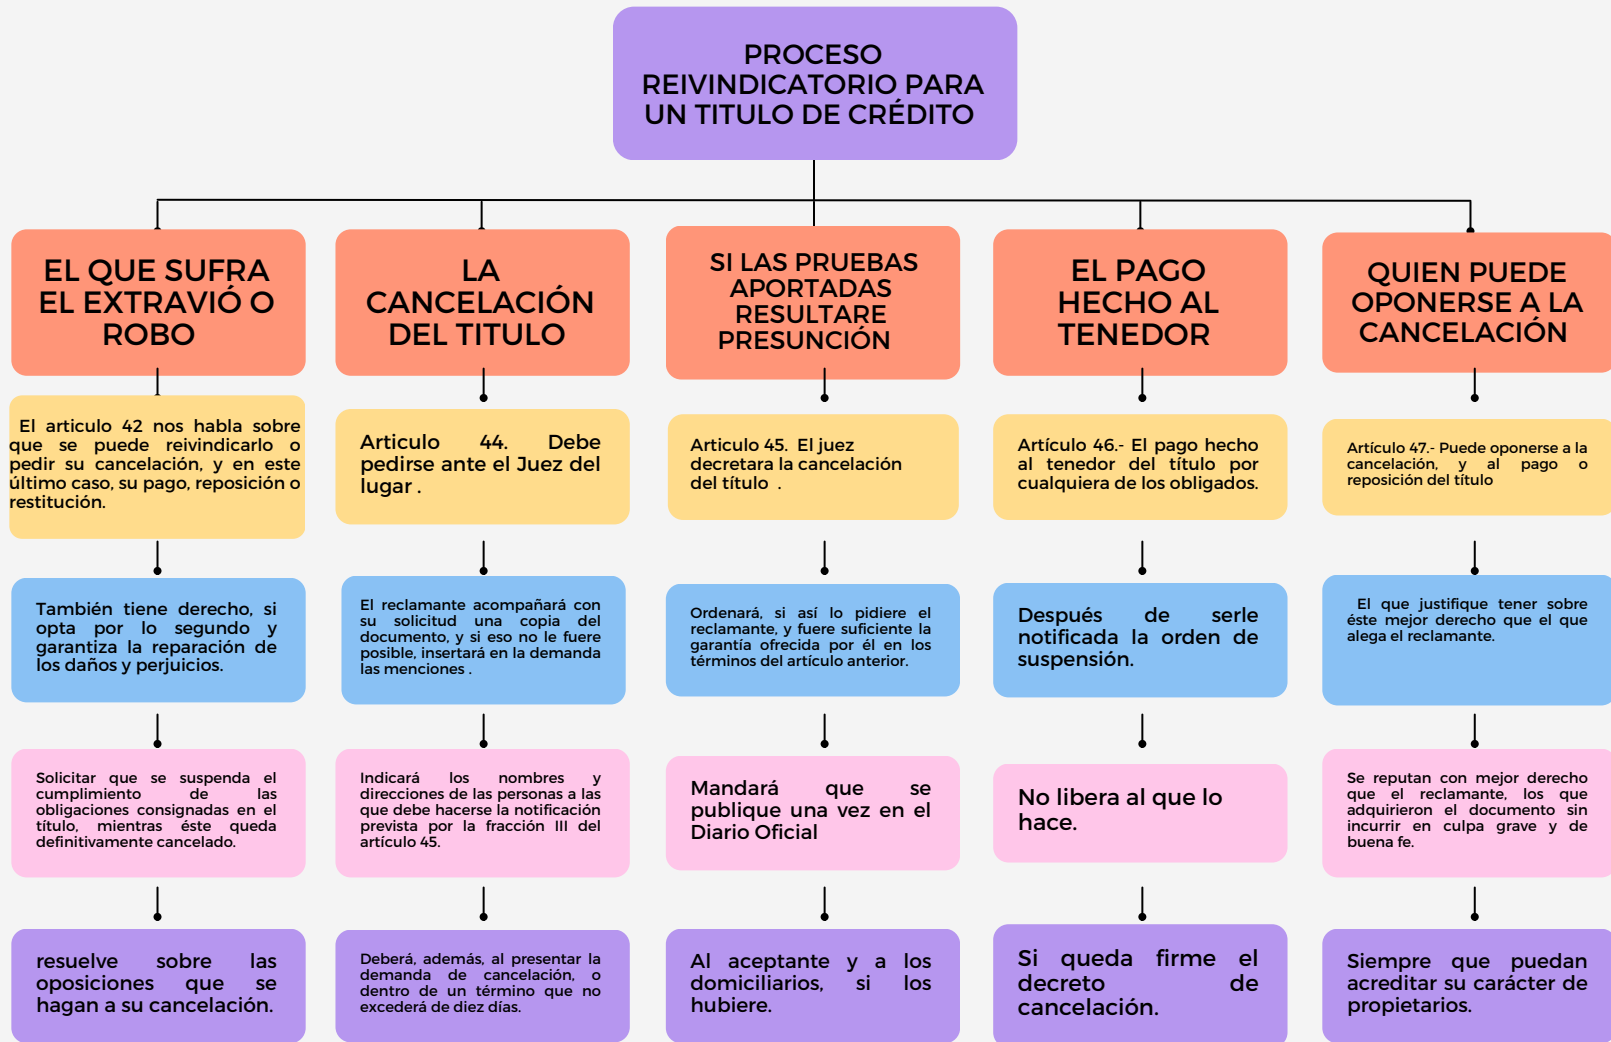 PROCESO
REIVINDICATORIO PARA
UN TITULO DE CRÉDITO
EL QUE SUFRA
EL EXTRAVIÓ O
ROBO
El articulo 42 nos habla sobre
que se puede reivindicarlo o
pedir su cancelación, y en este
último caso, su pago, reposición o
restitución.
También tiene derecho, si
opta por lo segundo y
garantiza la reparación de
los daños y perjuicios.
Solicitar que se suspenda el
cumplimiento de las
obligaciones consignadas en el
título, mientras éste queda
definitivamente cancelado.
resuelve sobre las
oposiciones que se
hagan a su cancelación.
LA
CANCELACIÓN
DEL TITULO
Articulo 44. Debe
pedirse ante el Juez del
lugar .
El reclamante acompañará con
su solicitud una copia del
documento, y si eso no le fuere
posible, insertará en la demanda
las menciones .
Indicará los nombres y
direcciones de las personas a las
que debe hacerse la notificación
prevista por la fracción III del
artículo 45.
Deberá, además, al presentar la
demanda de cancelación, o
dentro de un término que no
excederá de diez días.
SI LAS PRUEBAS
APORTADAS
RESULTARE
PRESUNCIÓN
Articulo 45. El juez
decretara la cancelación
del título .
Ordenará, si así lo pidiere el
reclamante, y fuere suficiente la
garantía ofrecida por él en los
términos del artículo anterior.
Mandará que se
publique una vez en el
Diario Oficial
Al aceptante y a los
domiciliarios, si los
hubiere.
EL PAGO
HECHO AL
TENEDOR
Artículo 46.- El pago hecho
al tenedor del título por
cualquiera de los obligados.
Después de serle
notificada la orden de
suspensión.
No libera al que lo
hace.
Si queda firme el
decreto de
cancelación.
QUIEN PUEDE
OPONERSE A LA
CANCELACIÓN
Artículo 47.- Puede oponerse a la
cancelación, y al pago o
reposición del título
El que justifique tener sobre
éste mejor derecho que el que
alega el reclamante.
Se reputan con mejor derecho
que el reclamante, los que
adquirieron el documento sin
incurrir en culpa grave y de
buena fe.
Siempre que puedan
acreditar su carácter de
propietarios.